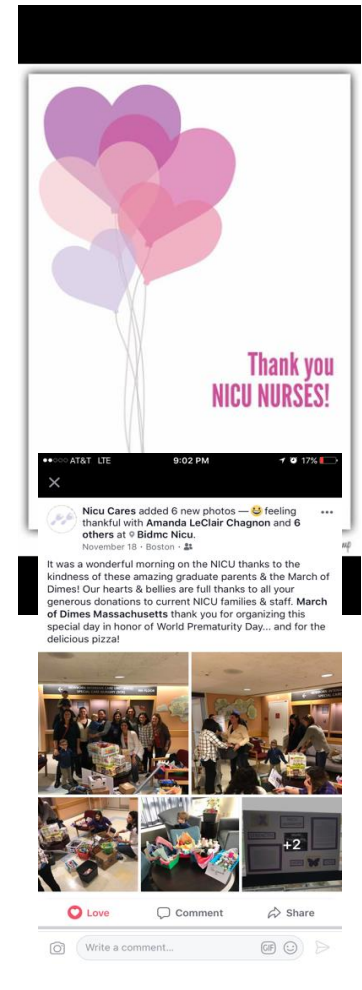 Thank you
NICU NURSES!
AT&T LTE
9:02 PM
17%
Nicu Cares added 6 new photos — feeling
thankful with Amanda LeClair Chagnon and 6
others at Bidmc Nicu.
November 18 · Boston ·
It was a wonderful morning on the NICU thanks to the
kindness of these amazing graduate parents & the March of
Dimes! Our hearts & bellies are full thanks to all your
generous donations to current NICU families & staff. March
of Dimes Massachusetts thank you for organizing this
special day in honor of World Prematurity Day... and for the
delicious pizza!
+2
Love
Comment
Share
Write a comment...
GIF